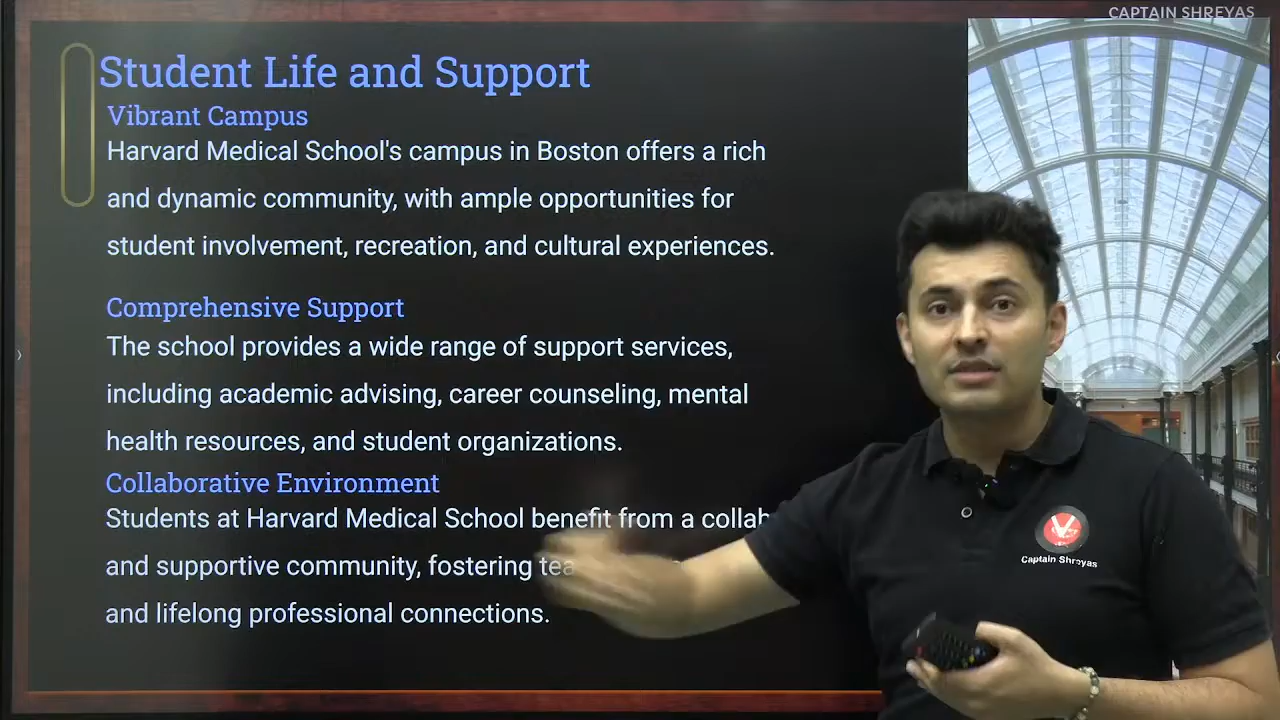 CAPTAIN SHREYAS
Student Life and Support
Vibrant Campus
Harvard Medical School's campus in Boston offers a rich
and dynamic community, with ample opportunities for
student involvement, recreation, and cultural experiences.
Comprehensive Support
The school provides a wide range of support services,
including academic advising, career counseling, mental
health resources, and student organizations.
Collaborative Environment
Students at Harvard Medical School benefit from a
and supportive community, fostering
and lifelong professional connections.
Captain Shreyas